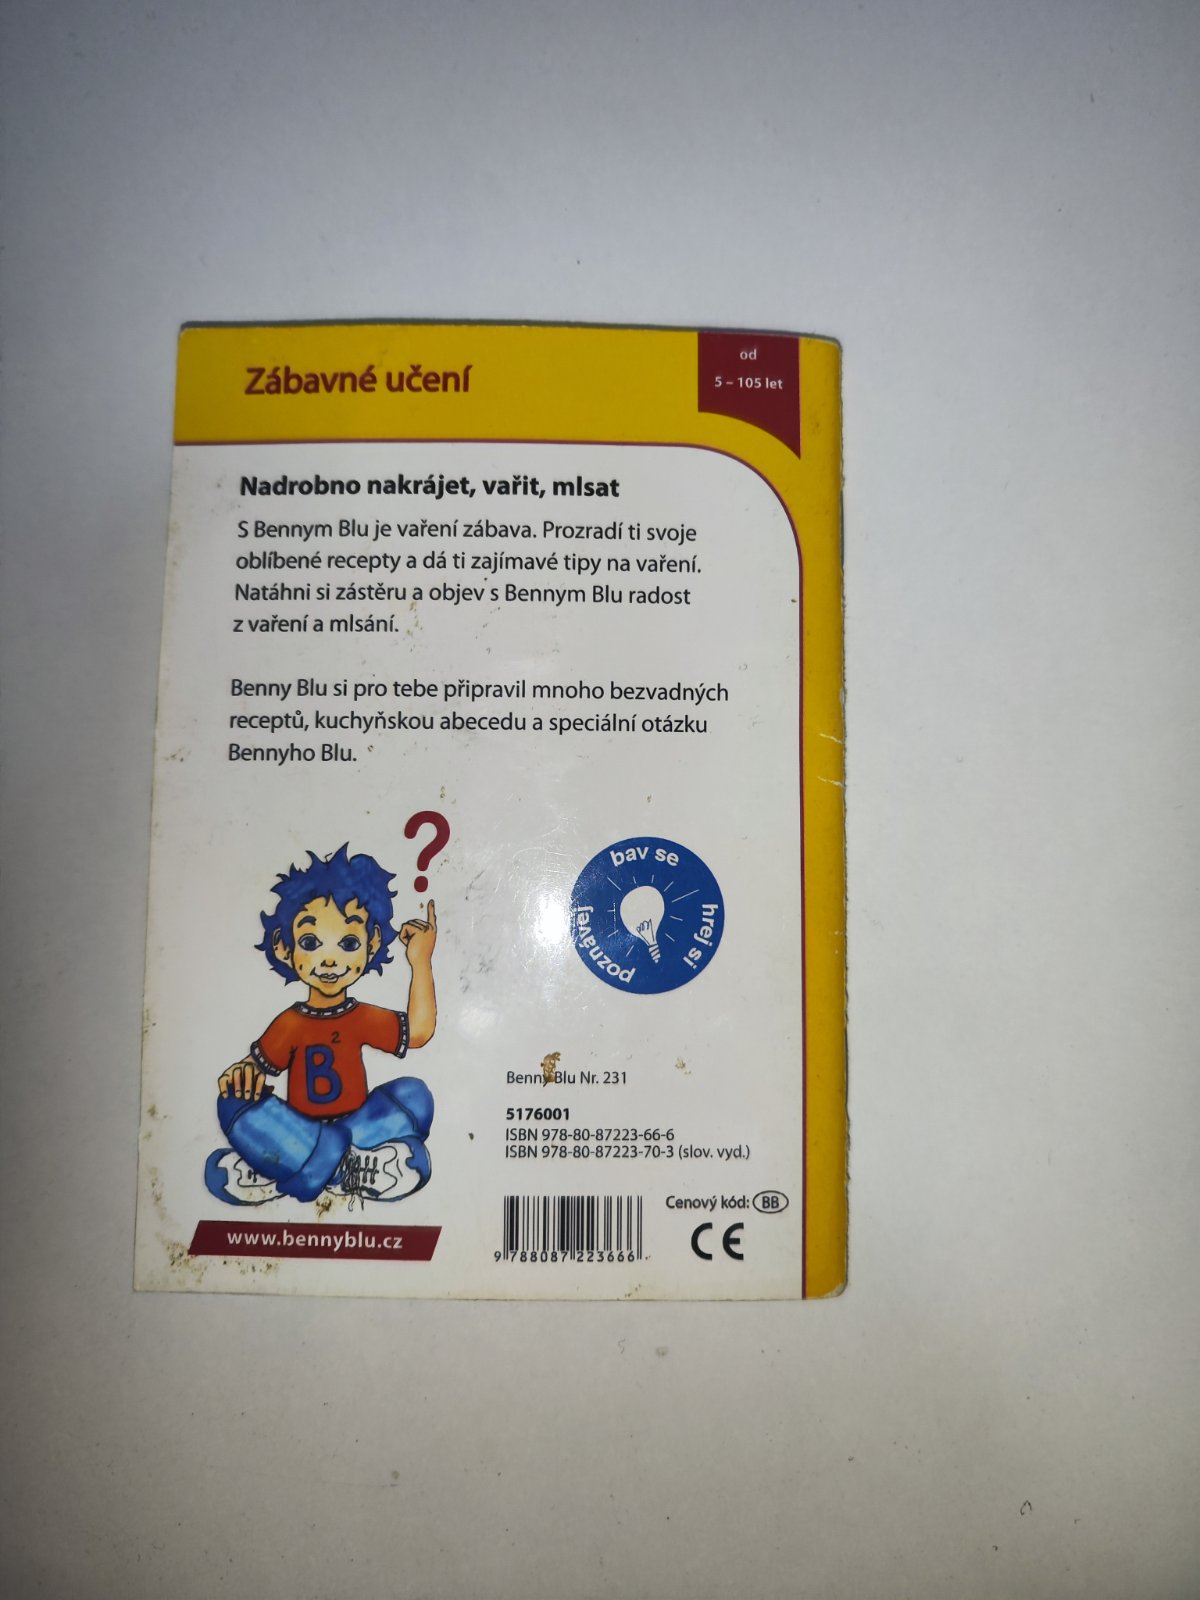 Zábavné učení
od
5 – 105 let
Nadrobno nakrájet, vařit, mlsat
S Bennym Blu je vaření zábava. Prozradí ti svoje
oblíbené recepty a dá ti zajímavé tipy na vaření.
Natáhni si zástěru a objev s Bennym Blu radost
z vaření a mlsání.
Benny Blu si pro tebe připravil mnoho bezvadných
receptů, kuchyňskou abecedu a speciální otázku
Bennyho Blu.
?
bav se
hrej si
poznávej
B²
Benny Blu Nr. 231
5176001
ISBN 978-80-87223-66-6
ISBN 978-80-87223-70-3 (slov. vyd.)
Cenový kód: BB
CE
9 788087 223666
www.bennyblu.cz